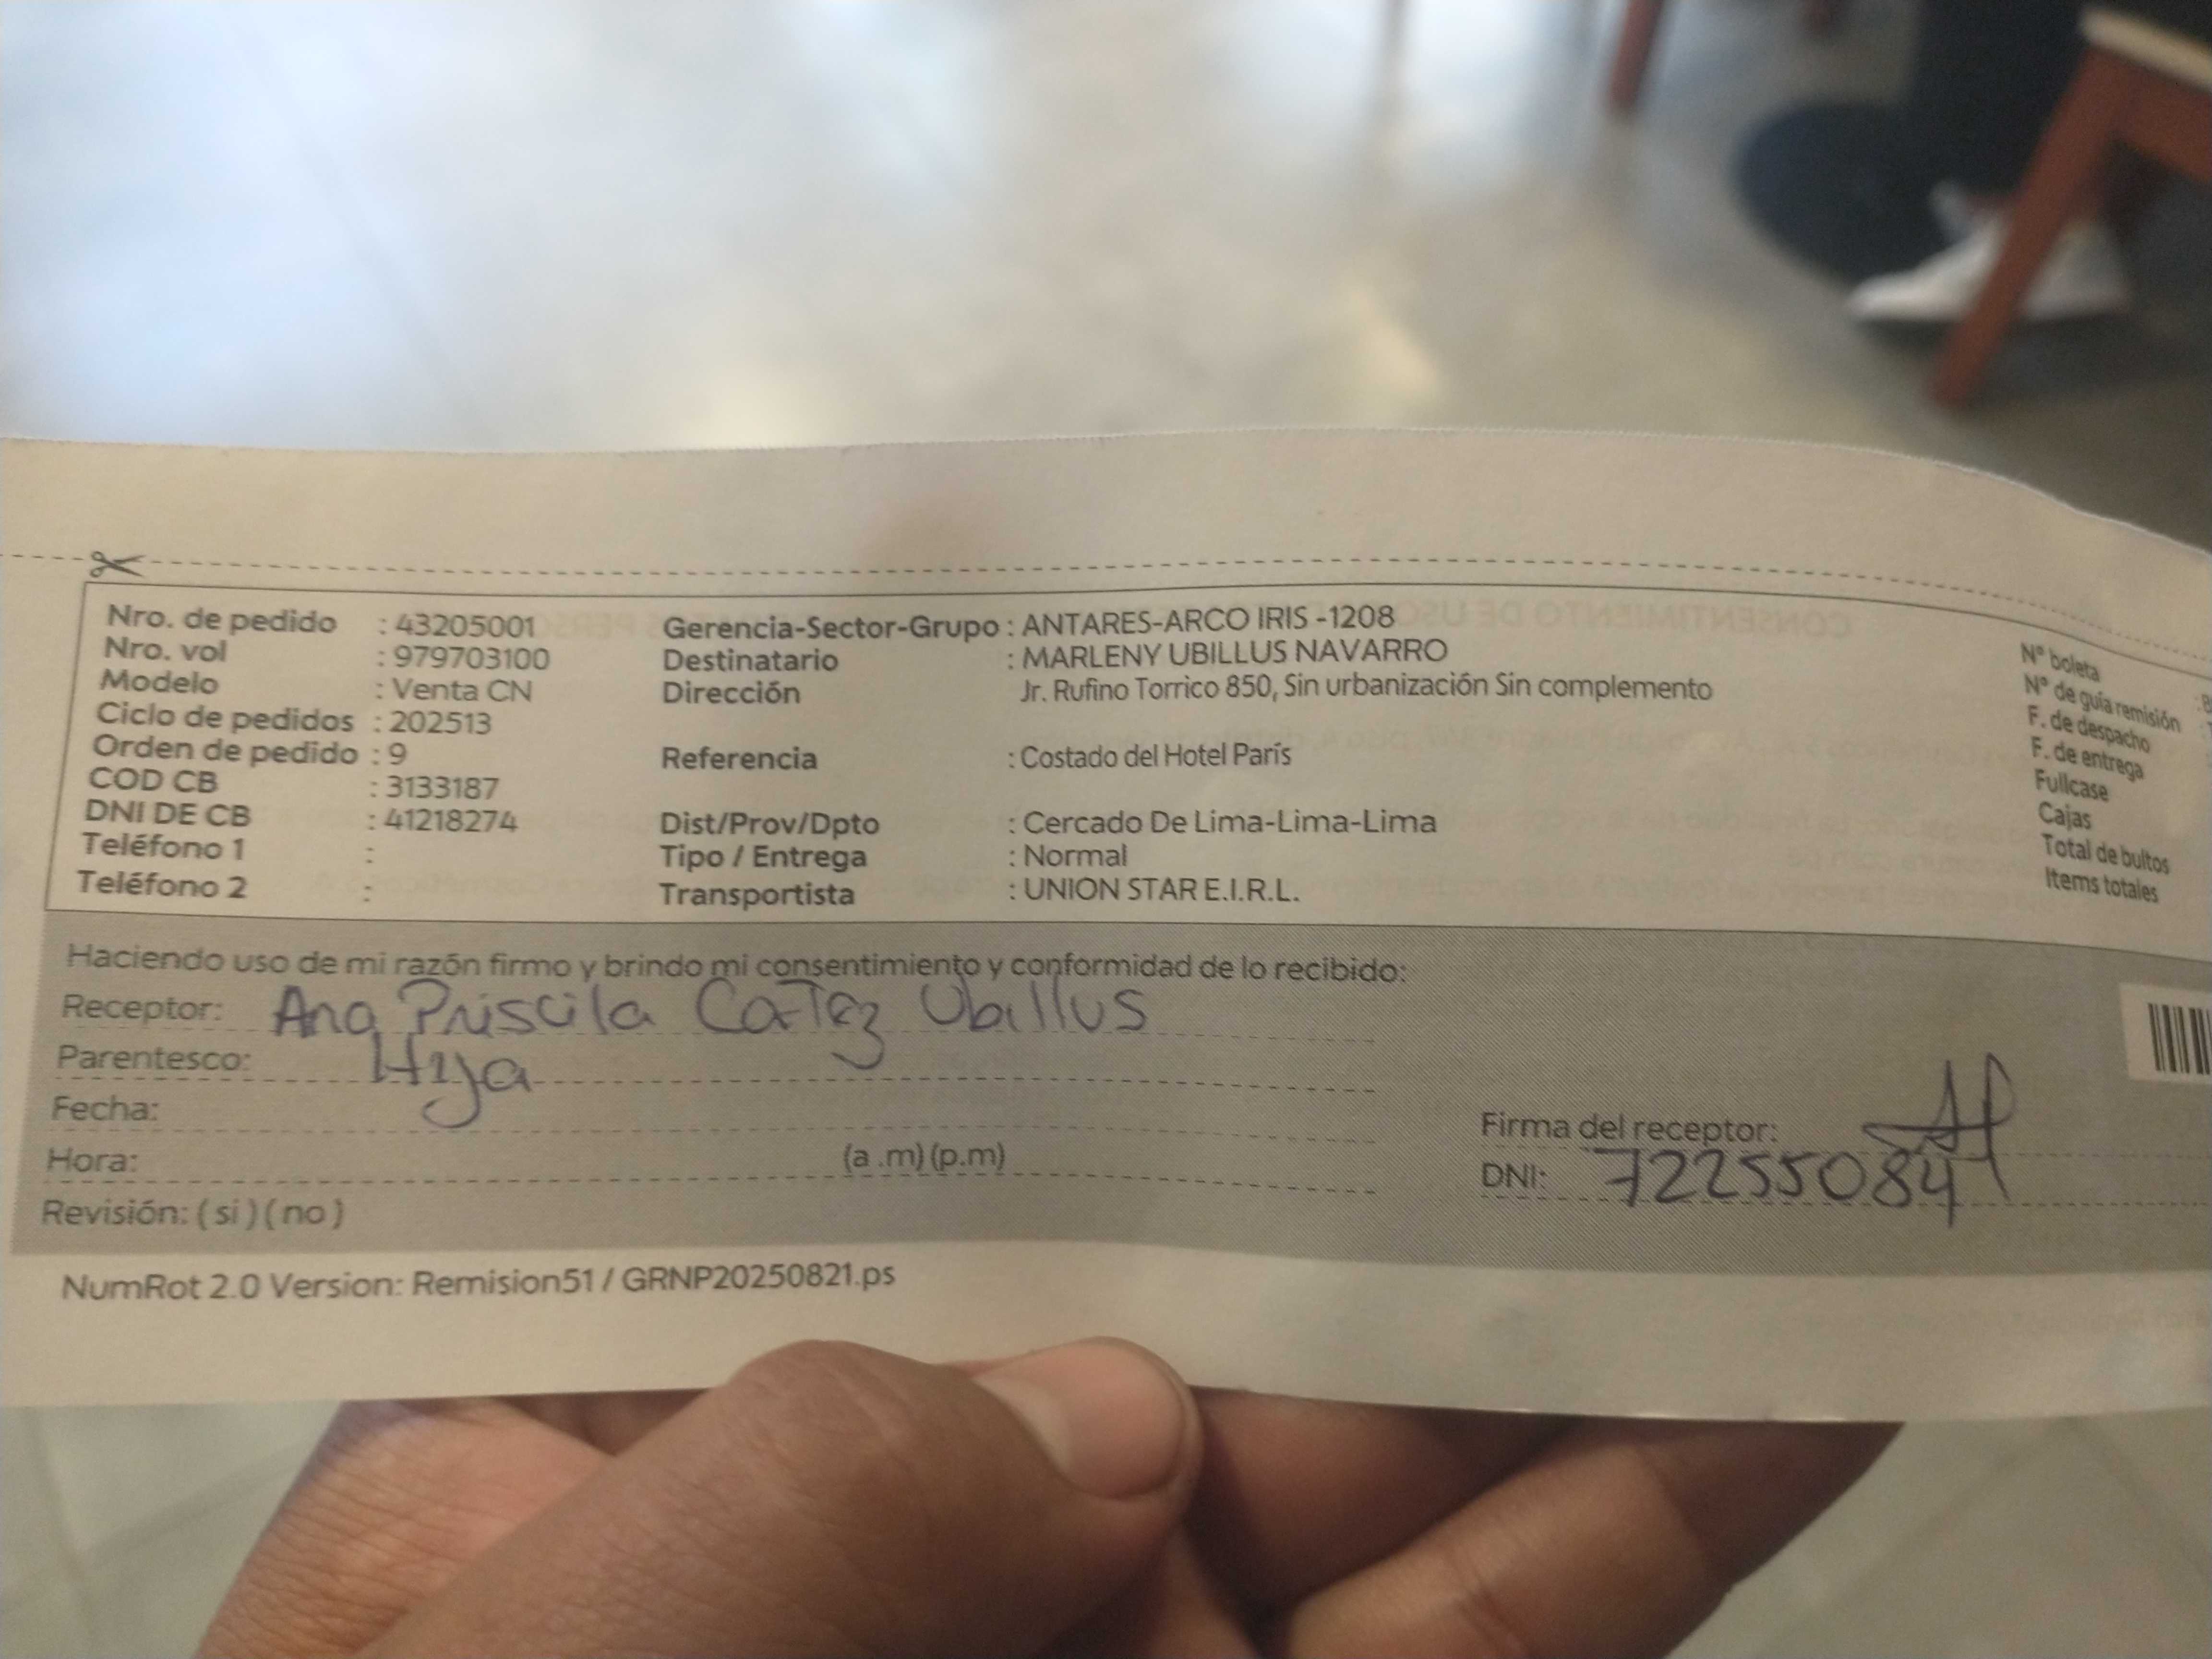 Nro. de pedido : 43205001
Nro. vol : 979703100
Modelo : Venta CN
Ciclo de pedidos : 202513
Orden de pedido : 9
COD CB : 3133187
DNI DE CB : 41218274
Teléfono 1 :
Teléfono 2 :
Gerencia-Sector-Grupo : ANTARES-ARCO IRIS -1208
Destinatario : MARLENY UBILLUS NAVARRO
Dirección Jr. Rufino Torrico 850, Sin urbanización Sin complemento
Referencia : Costado del Hotel París
Dist/Prov/Dpto : Cercado De Lima-Lima-Lima
Tipo / Entrega : Normal
Transportista : UNION STAR E.I.R.L.
N° boleta
N° de guía remisión
F. de despacho
F. de entrega
Fullcase
Cajas
Total de bultos
Items totales
Haciendo uso de mi razón firmo y brindo mi consentimiento y conformidad de lo recibido:
Receptor: Ana Priscila Ubillus
Parentesco: Hija
Fecha:
Hora: (a .m) (p.m)
Revisión: ( si ) ( no )
Firma del receptor:
DNI: 72255084
NumRot 2.0 Version: Remision51 / GRNP20250821.ps